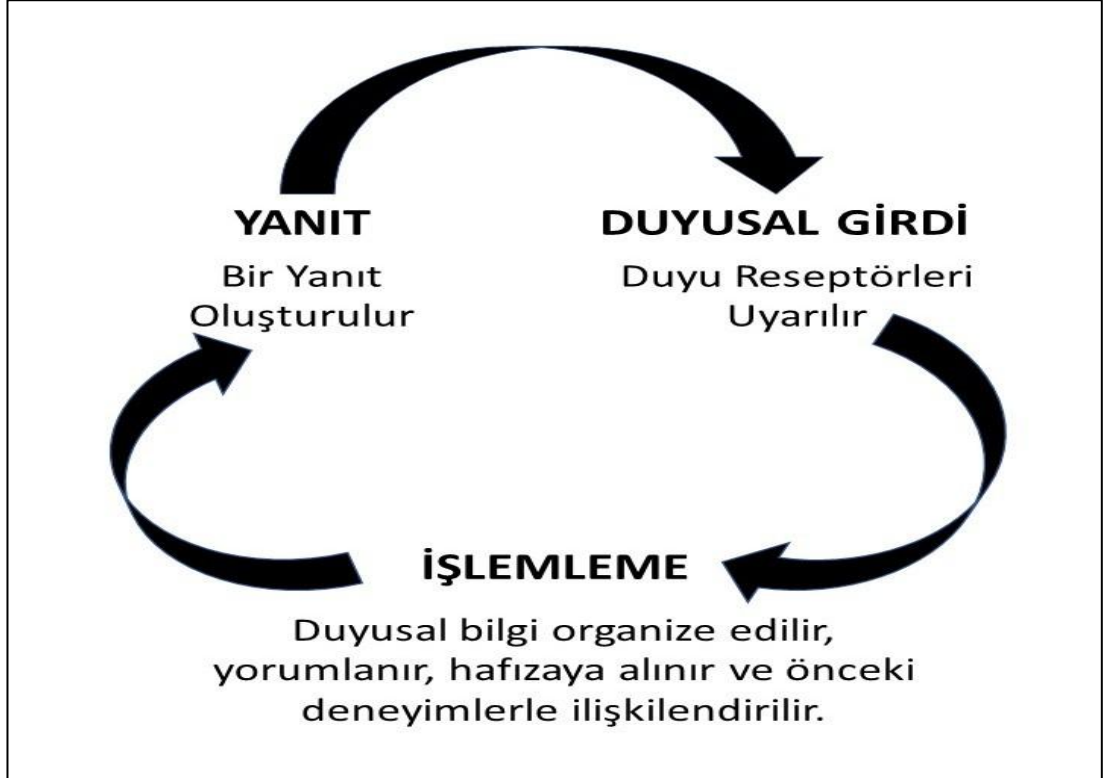 YANIT
Bir Yanıt
Oluşturulur
DUYUSAL GİRDİ
Duyu Reseptörleri
Uyarılır
İŞLEMLEME
Duyusal bilgi organize edilir,
yorumlanır, hafızaya alınır ve önceki
deneyimlerle ilişkilendirilir.